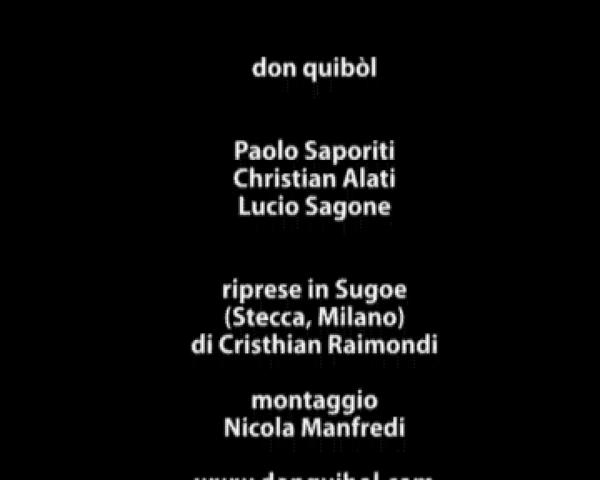 don quibòl
Paolo Saporiti
Christian Alati
Lucio Sagone
riprese in Sugoe
(Stecca, Milano)
di Cristhian Raimondi
montaggio
Nicola Manfredi